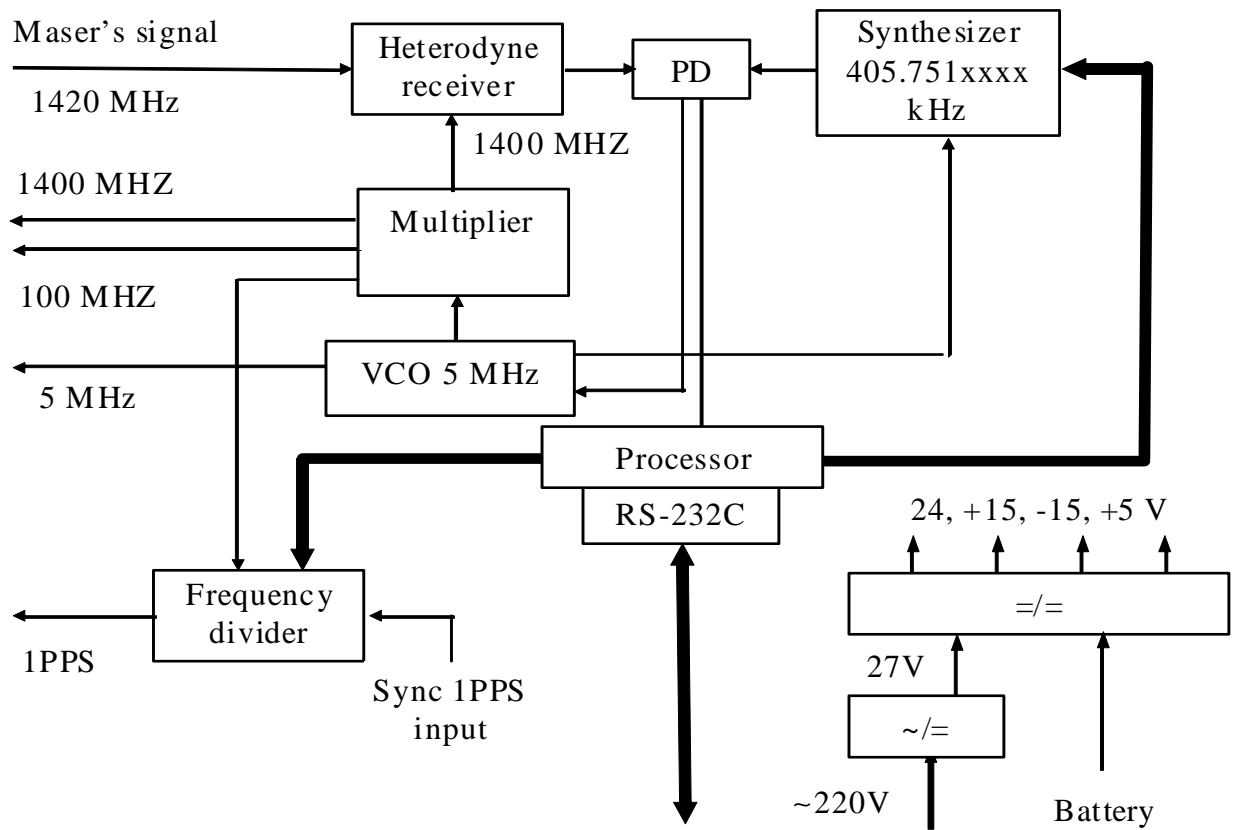 Maser's signal
1420 MHz
Heterodyne
receiver
PD
Synthesizer
405.751xxxx
kHz
1400 MHZ
1400 MHZ
Multiplier
100 MHZ
VCO 5 MHz
5 MHz
Processor
RS-232C
24, +15, -15, +5 V
=/=
Frequency
divider
1PPS
Sync 1PPS
input
27V
~/=
~220V
Battery